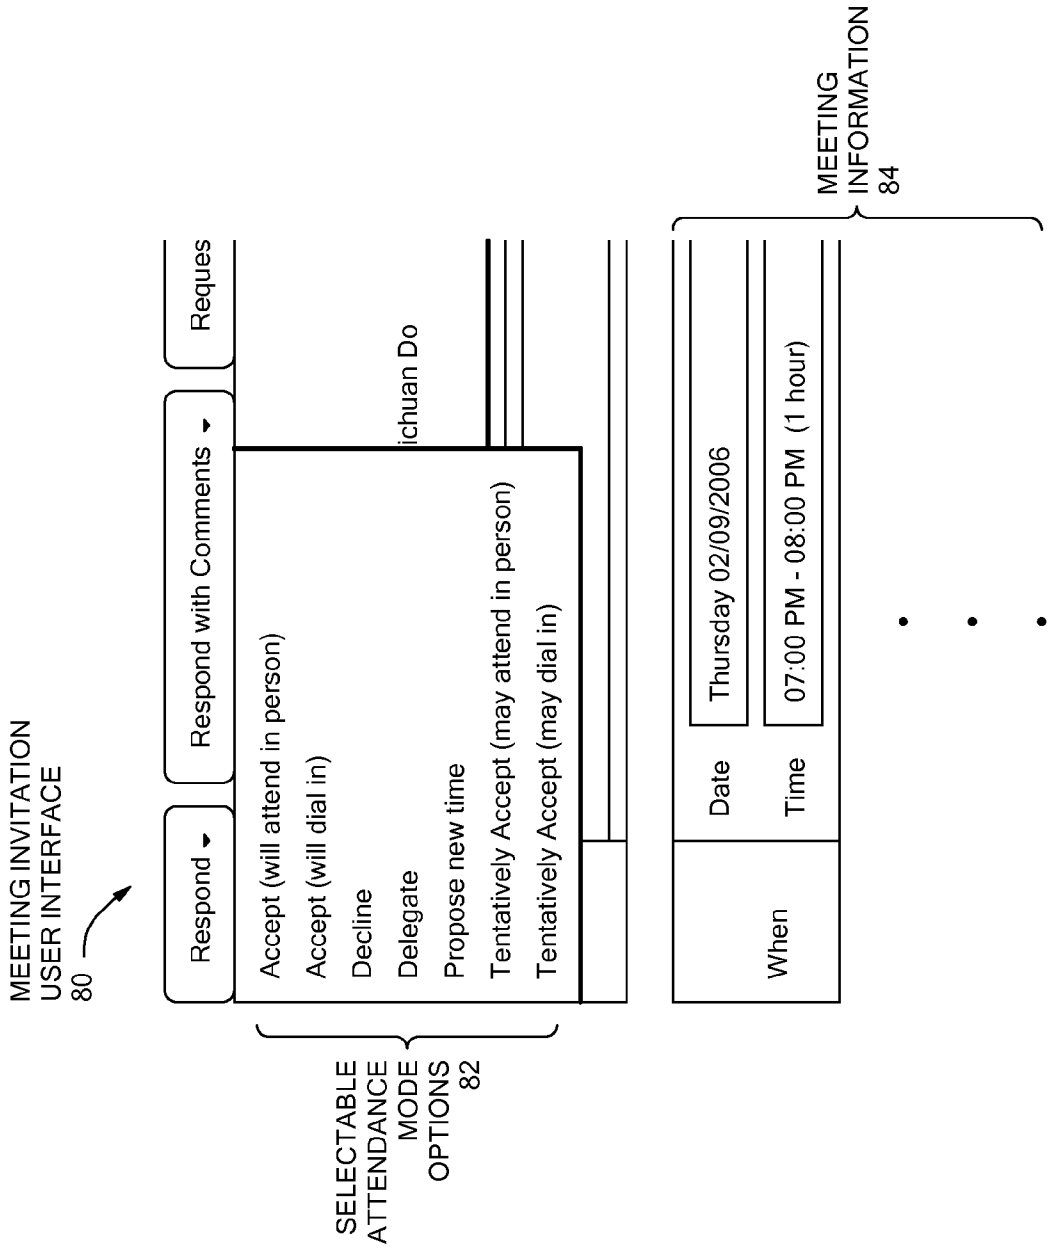 MEETING INVITATION
USER INTERFACE
80
Respond
Respond with Comments
Reques
SELECTABLE
ATTENDANCE
MODE
OPTIONS
82
Accept (will attend in person)
Accept (will dial in)
Decline
Delegate
Propose new time
Tentatively Accept (may attend in person)
Tentatively Accept (may dial in)
ichuan Do
When
Date
Thursday 02/09/2006
Time
07:00 PM - 08:00 PM (1 hour)
MEETING
INFORMATION
84